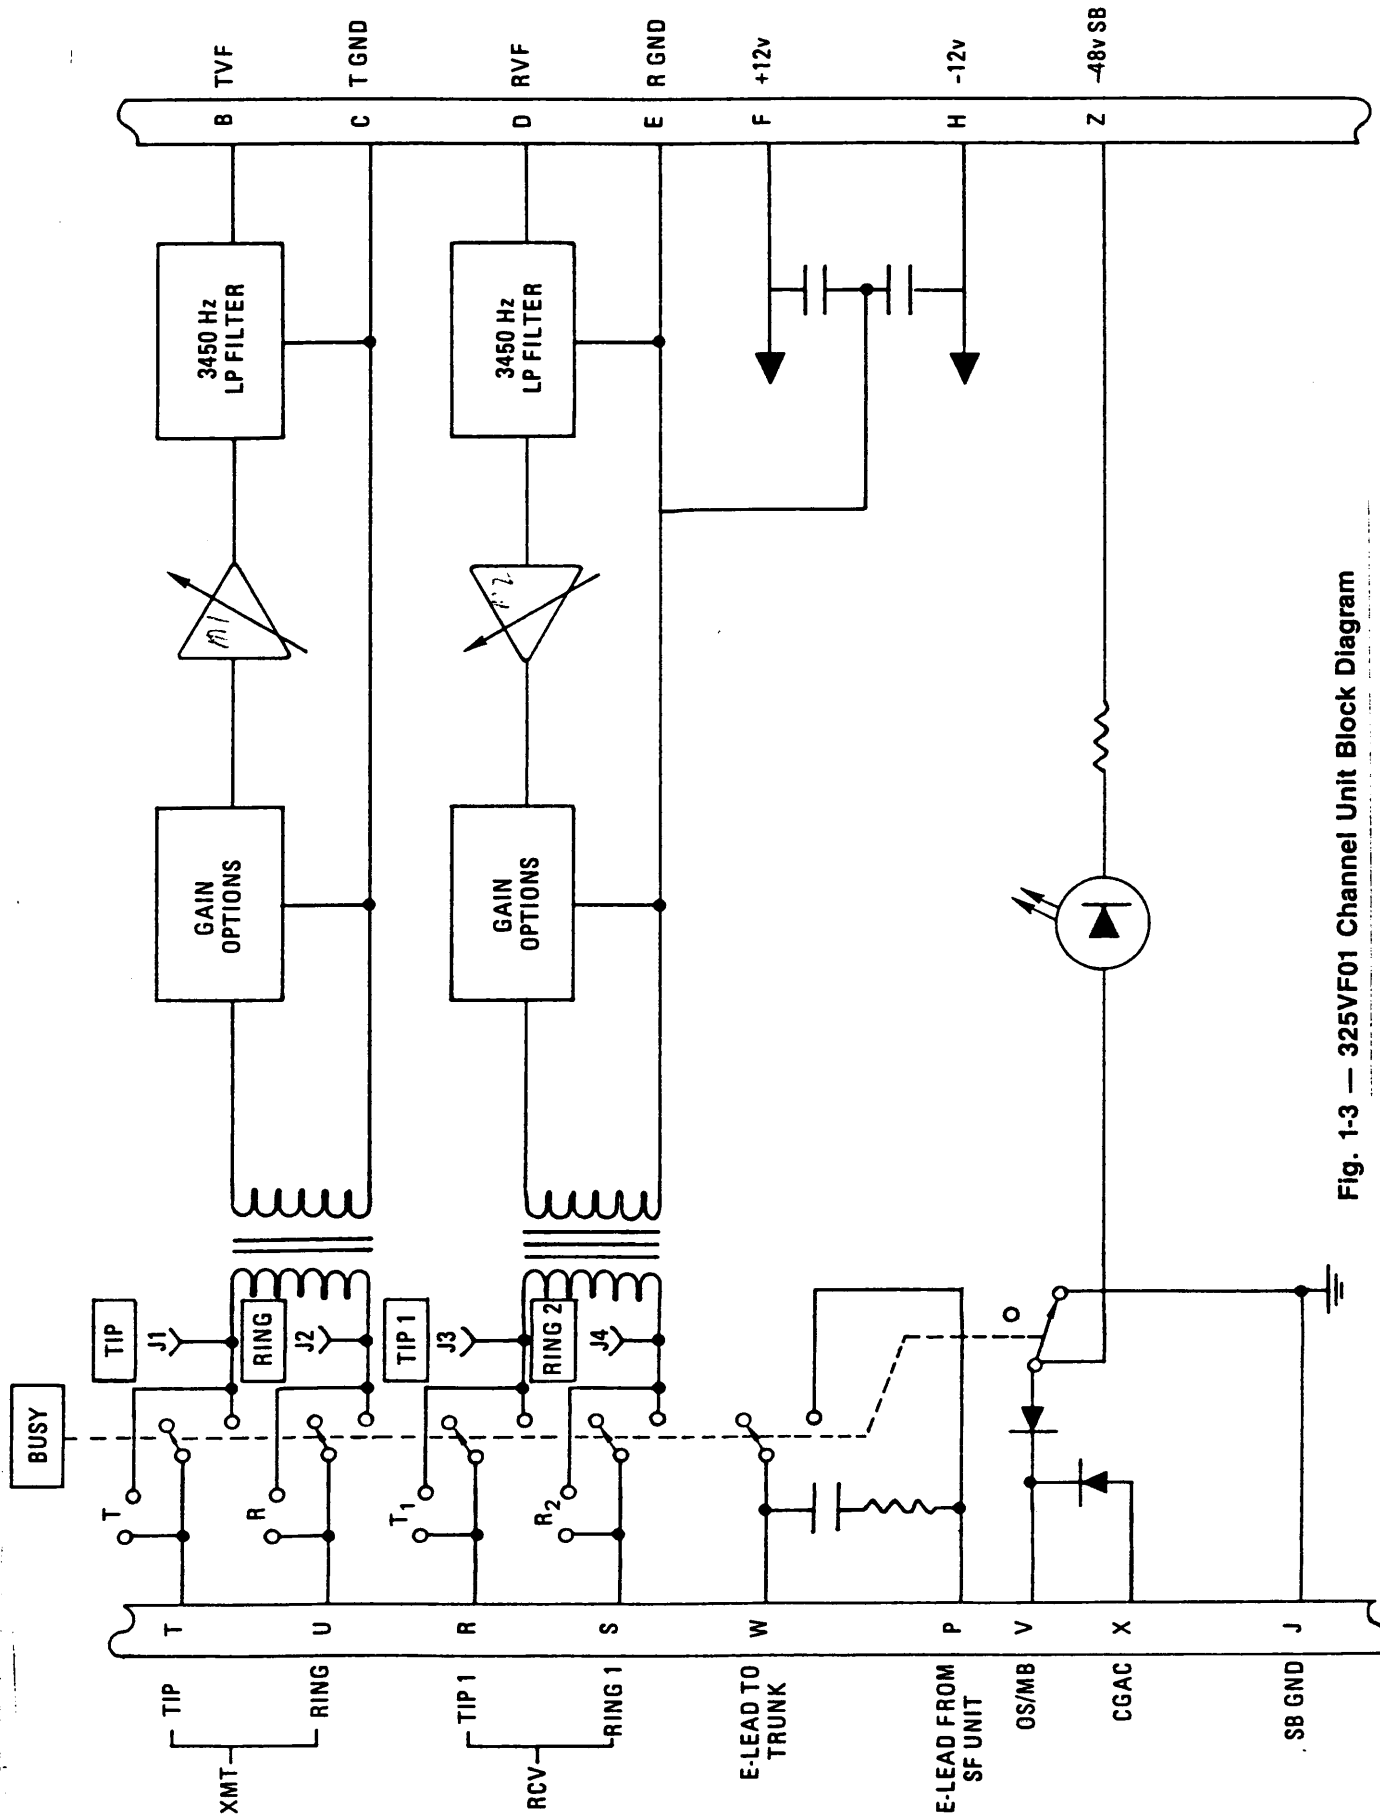 BUSY
XMT
TIP
T
T
TIP
J1
GAIN
OPTIONS
M1
3450 Hz
LP FILTER
B
TVF
RING
U
R
RING
J2
C
T GND
RCV
TIP 1
R
T1
TIP 1
J3
GAIN
OPTIONS
3450 Hz
LP FILTER
D
RVF
RING 1
S
R2
RING 2
J4
E
R GND
E-LEAD TO
TRUNK
W
F
+12v
E-LEAD FROM
SF UNIT
P
H
-12v
OS/MB
V
CGAC
X
Z
-48v SB
SB GND
J
Fig. 1-3 — 325VF01 Channel Unit Block Diagram